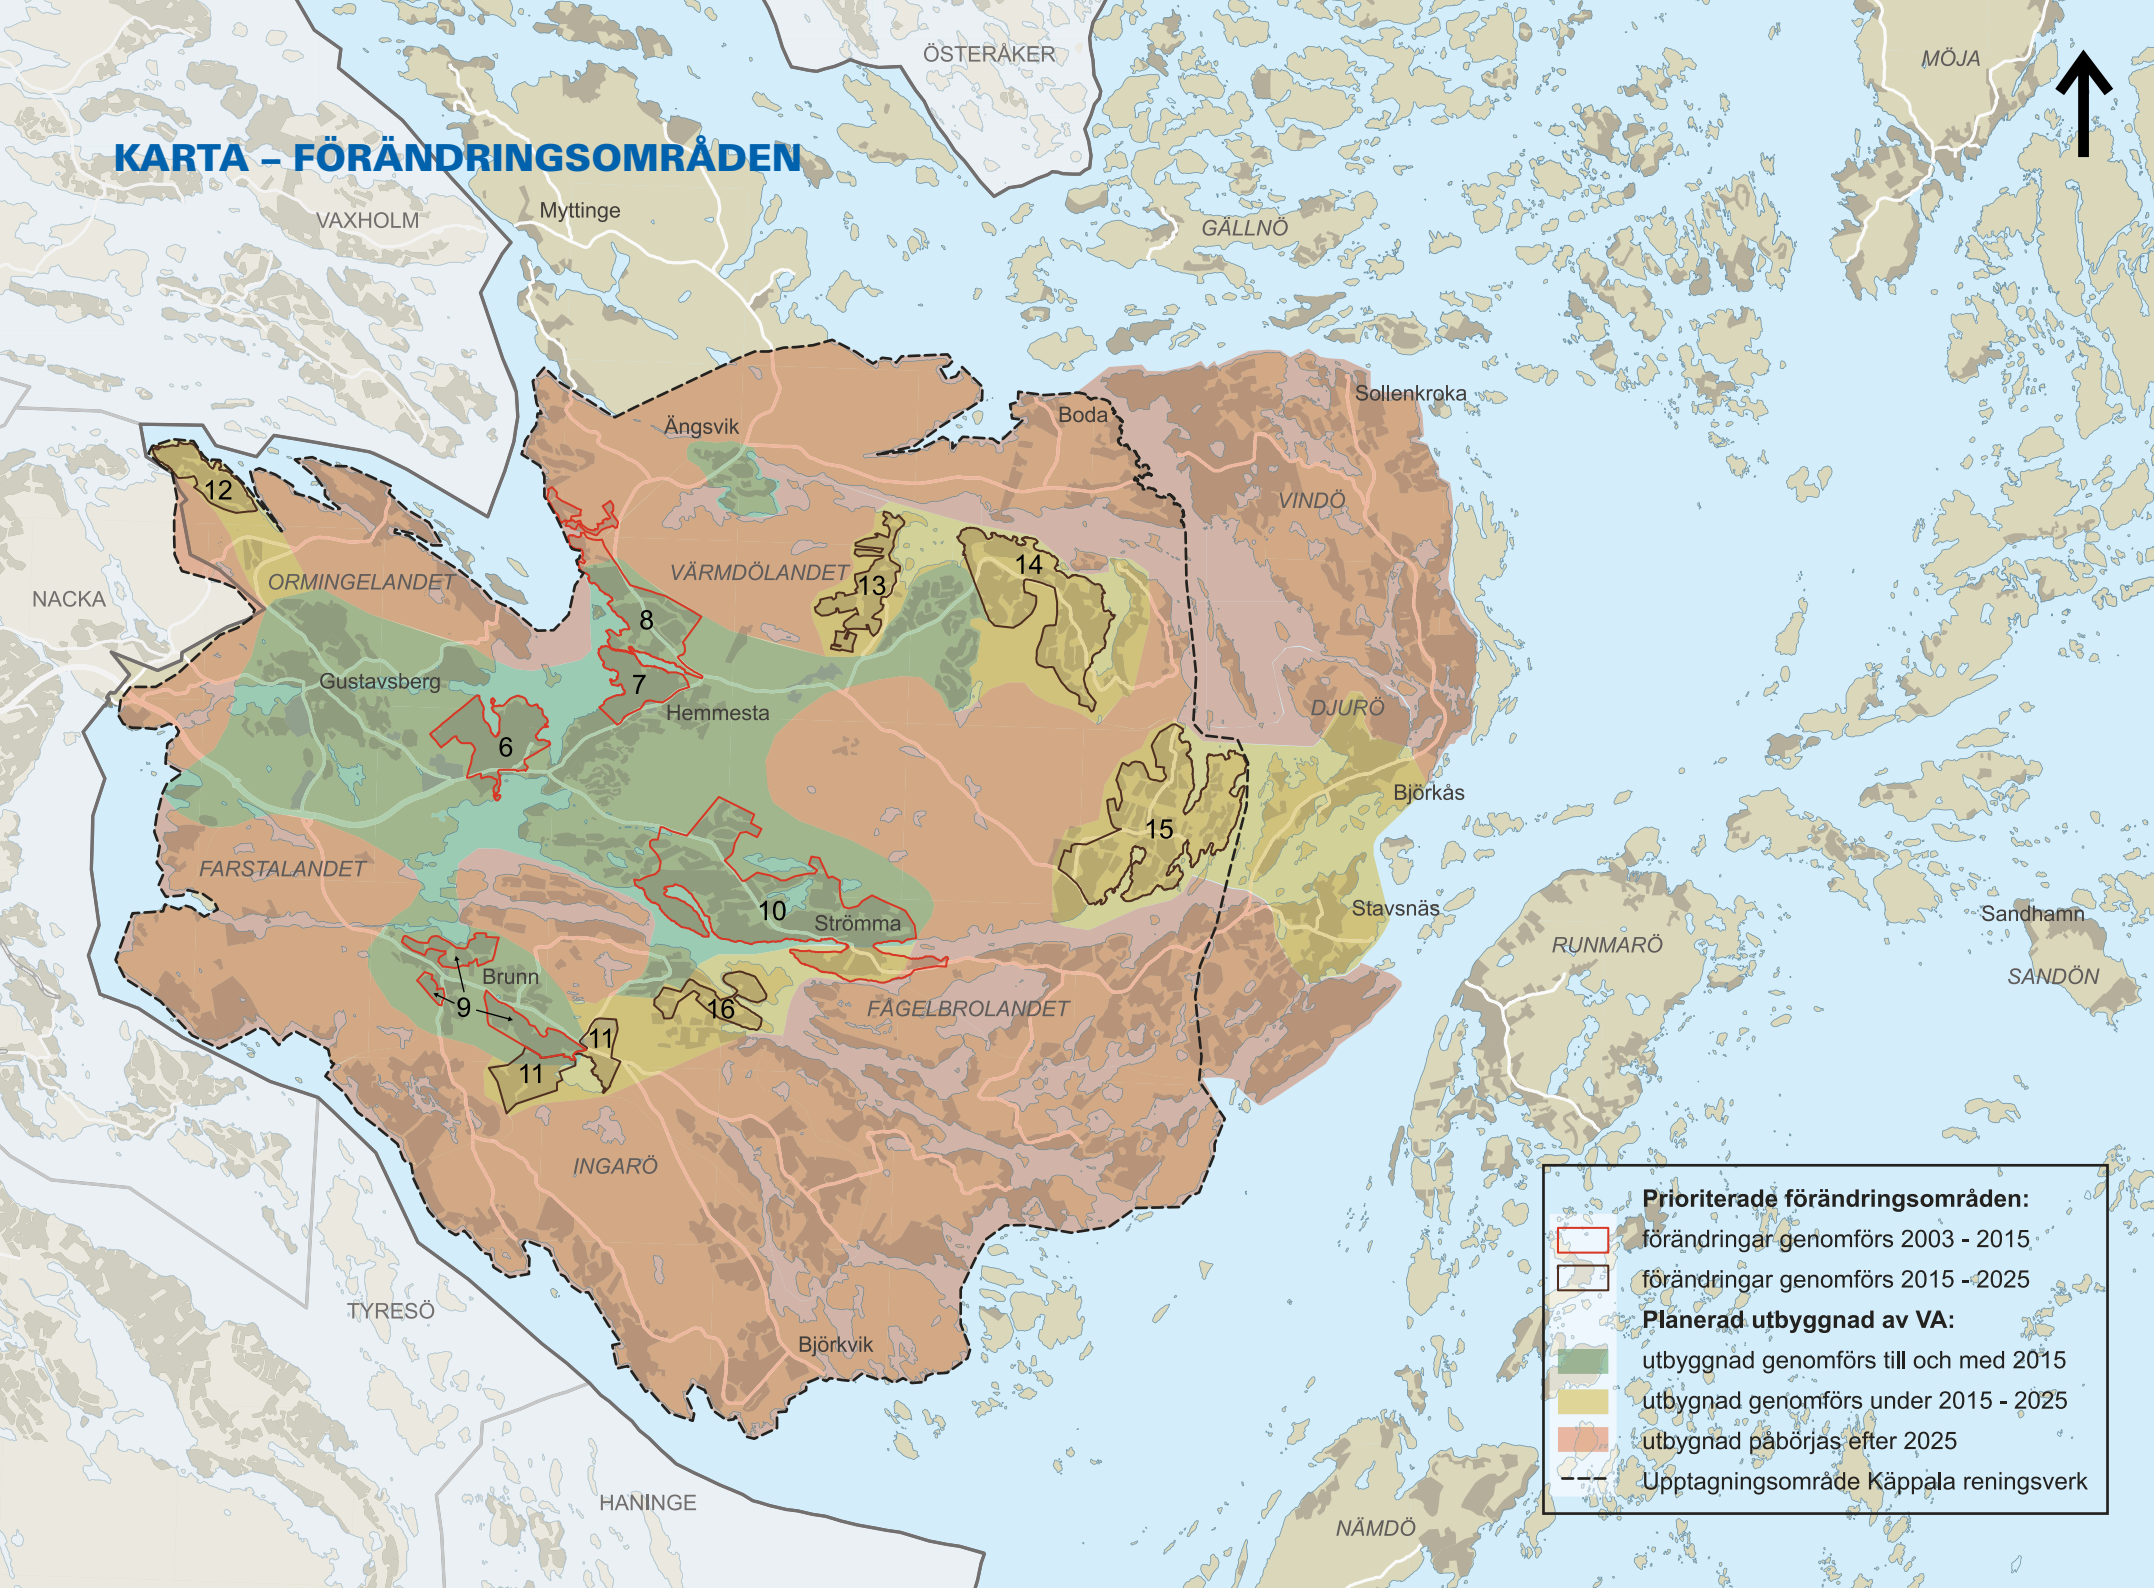 ÖSTERÅKER
MÖJA
KARTA – FÖRÄNDRINGSOMRÅDEN
Myttinge
VAXHOLM
GÄLLNÖ
Sollenkroka
Boda
Ängsvik
12
VINDÖ
14
VÄRMDÖLANDET
13
ORMINGELANDET
NACKA
8
Gustavsberg
7
DJURÖ
Hemmesta
6
Björkås
15
FARSTALANDET
Stavsnäs
10
Sandhamn
Strömma
RUNMARÖ
Brunn
SANDÖN
9
16
FÅGELBROLANDET
11
11
INGARÖ
TYRESÖ
Björkvik
HANINGE
NÄMDÖ
Prioriterade förändringsområden:
förändringar genomförs 2003 - 2015
förändringar genomförs 2015 - 2025
Planerad utbyggnad av VA:
utbyggnad genomförs till och med 2015
utbygnad genomförs under 2015 - 2025
utbygnad påbörjas efter 2025
Upptagningsområde Käppala reningsverk